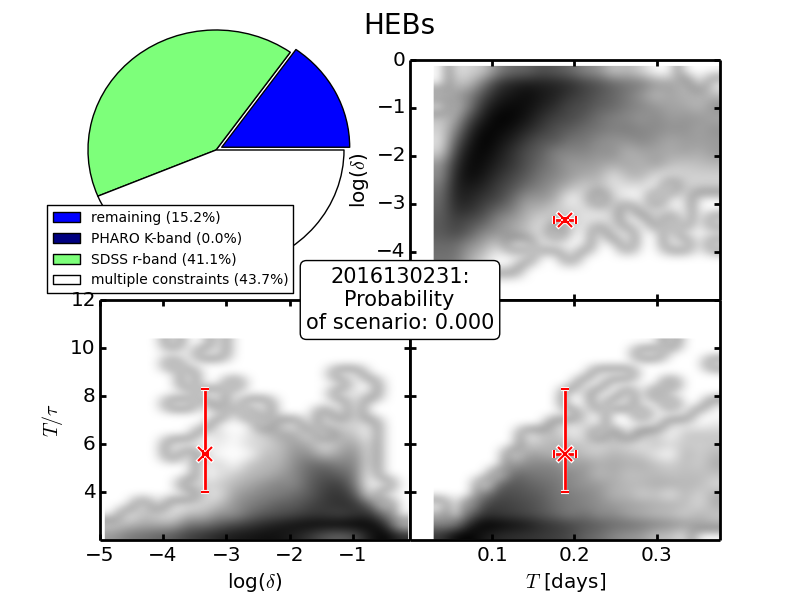 HEBs
remaining (15.2%)
PHARO K-band (0.0%)
SDSS r-band (41.1%)
multiple constraints (43.7%)
0
−1
−2
−3
−4
log(δ)
2016130231:
Probability
of scenario: 0.000
12
10
8
6
4
T/τ
−5 −4 −3 −2 −1
log(δ)
0.1 0.2 0.3
T [days]